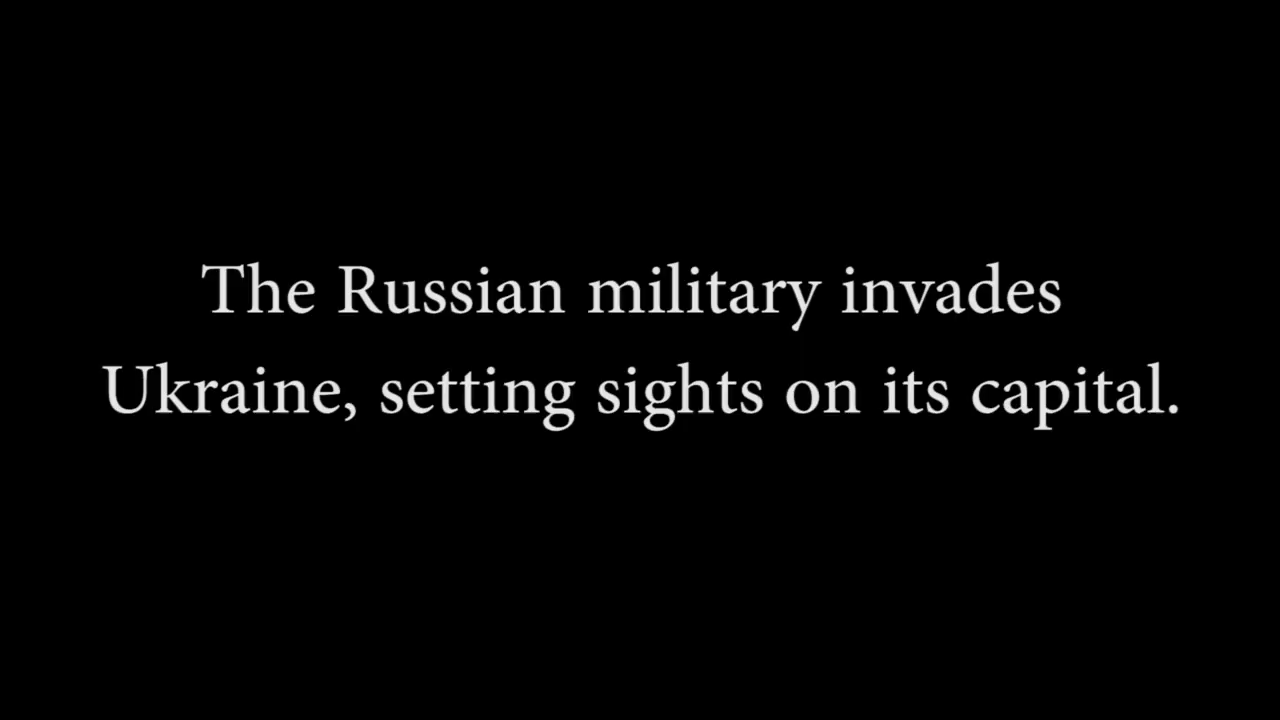 The Russian military invades
Ukraine, setting sights on its capital.